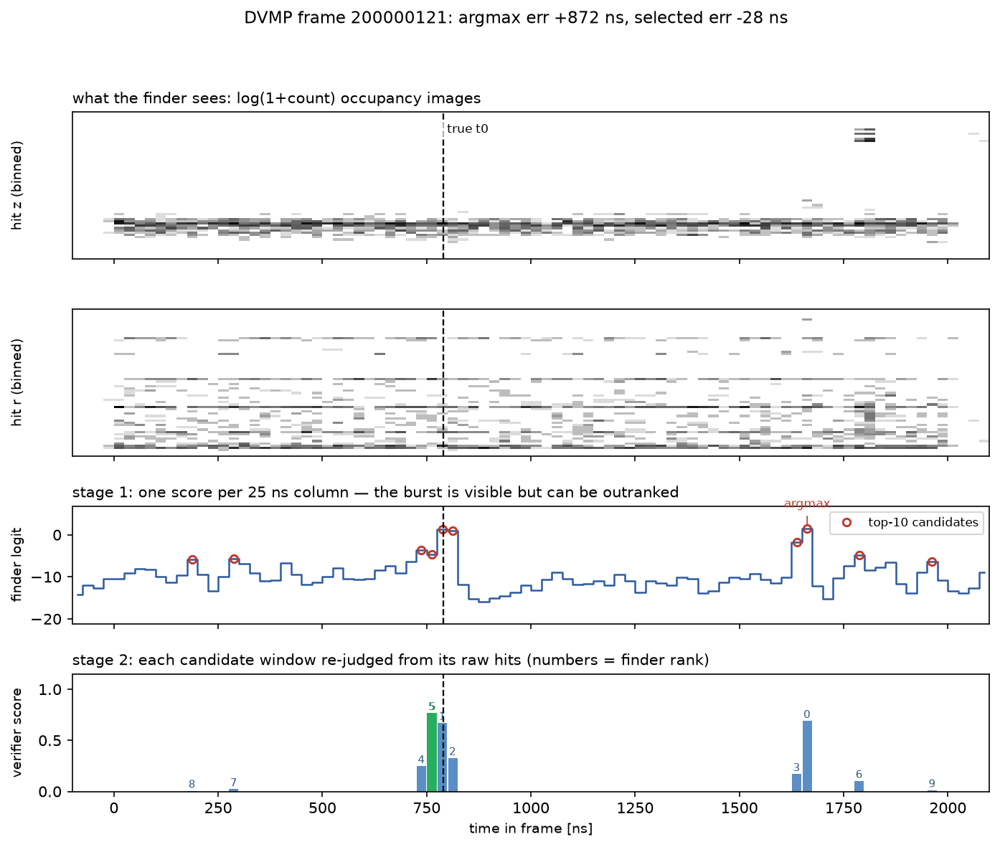 DVMP frame 200000121: argmax err +872 ns, selected err -28 ns
what the finder sees: log(1+count) occupancy images
true t0
hit z (binned)
hit r (binned)
stage 1: one score per 25 ns column — the burst is visible but can be outranked
argmax
top-10 candidates
finder logit
0
−10
−20
stage 2: each candidate window re-judged from its raw hits (numbers = finder rank)
verifier score
1.0
0.5
0.0
8
7
4
5
1
2
3
0
6
9
0
250
500
750
1000
1250
1500
1750
2000
time in frame [ns]